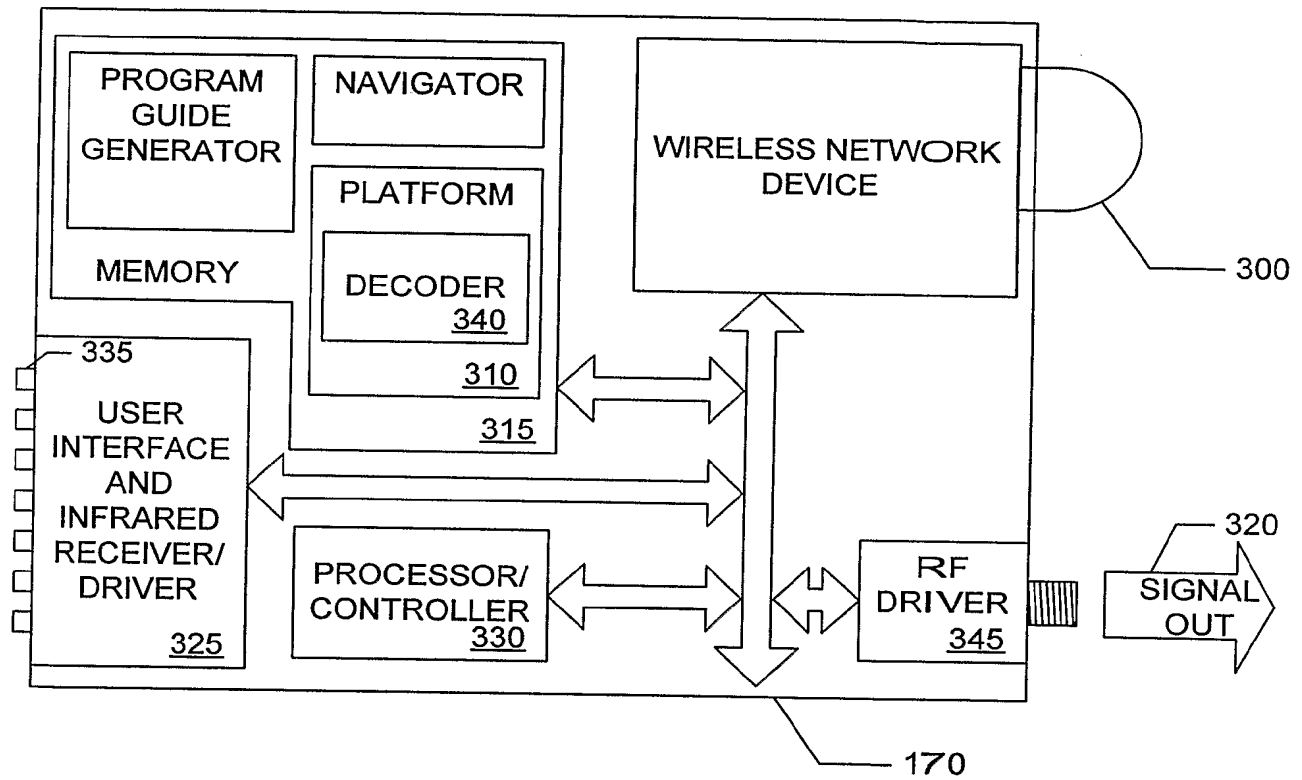 PROGRAM
GUIDE
GENERATOR
NAVIGATOR
PLATFORM
DECODER
340
310
MEMORY
315
WIRELESS NETWORK
DEVICE
300
335
USER
INTERFACE
AND
INFRARED
RECEIVER/
DRIVER
325
PROCESSOR/
CONTROLLER
330
RF
DRIVER
345
320
SIGNAL
OUT
170